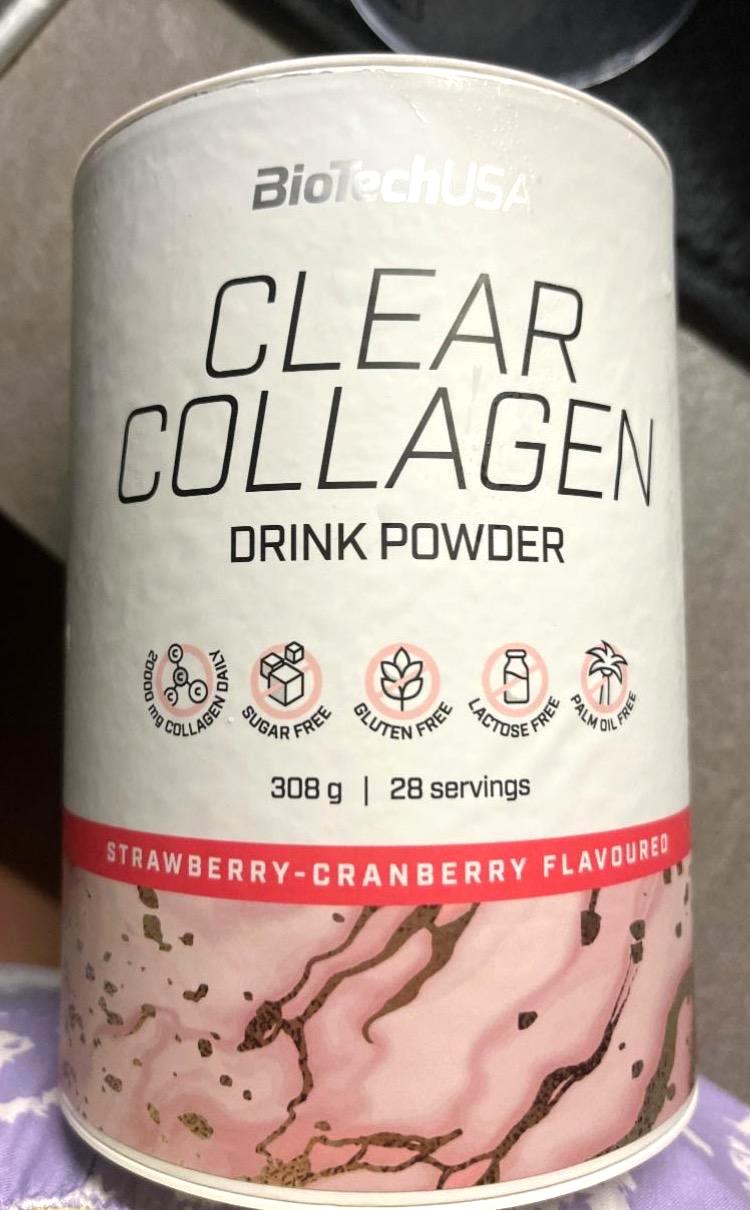 BioTechUSA
CLEAR
COLLAGEN
DRINK POWDER
20000 mg COLLAGEN DAILY
SUGAR FREE
GLUTEN FREE
LACTOSE FREE
PALM OIL FREE
308 g | 28 servings
STRAWBERRY-CRANBERRY FLAVOURED